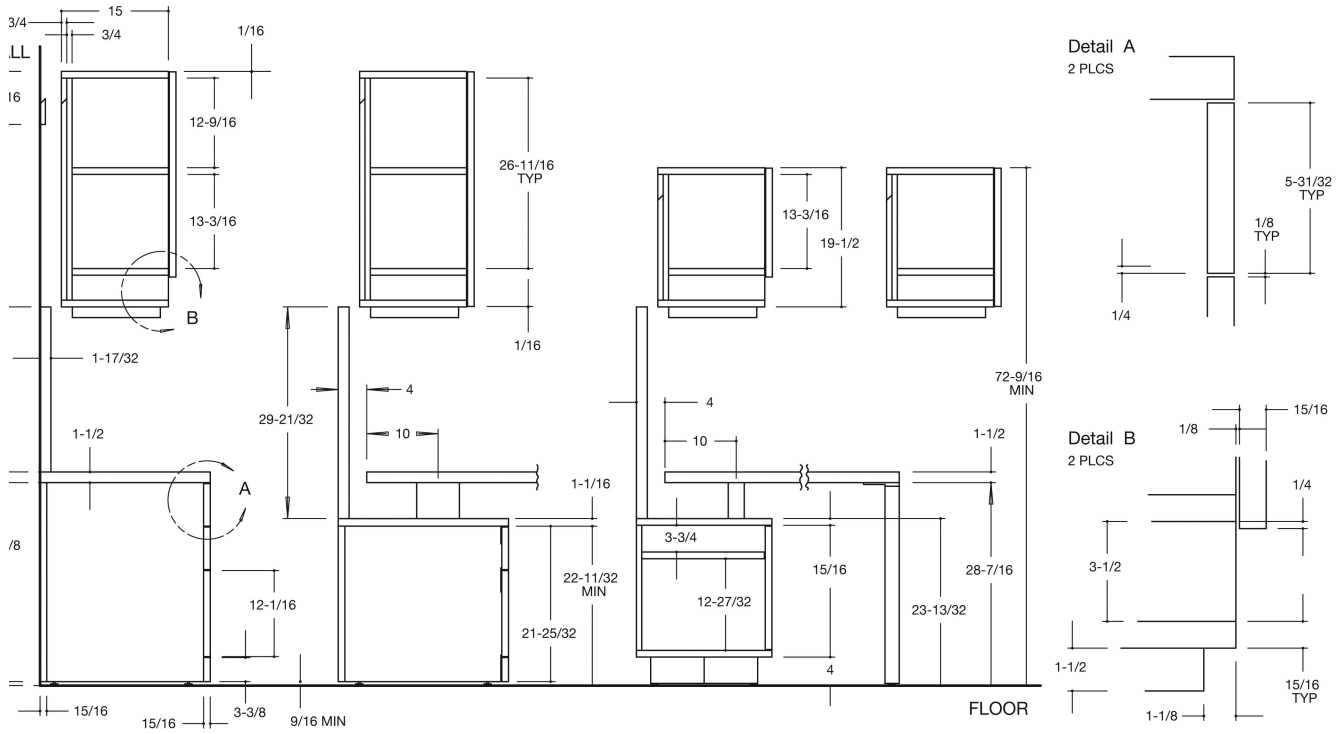 15
3/4
3/4
1/16
LL
16
12-9/16
13-3/16
B
26-11/16
TYP
1/16
13-3/16
19-1/2
72-9/16
MIN
1-17/32
1-1/2
A
/8
12-1/16
3-3/8
15/16
15/16
9/16 MIN
4
10
29-21/32
1-1/16
22-11/32
MIN
21-25/32
4
10
3-3/4
12-27/32
15/16
4
1-1/2
28-7/16
23-13/32
FLOOR
Detail A
2 PLCS
5-31/32
TYP
1/8
TYP
1/4
Detail B
2 PLCS
15/16
1/8
1/4
3-1/2
1-1/2
15/16
TYP
1-1/8